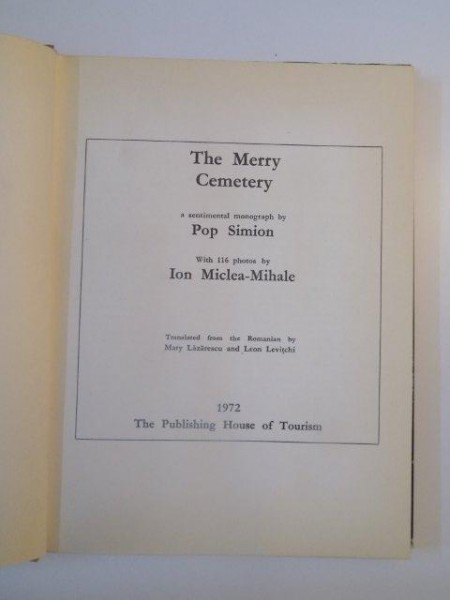 The Merry
Cemetery
a sentimental monograph by
Pop Simion
With 116 photos by
Ion Miclea-Mihale
Translated from the Romanian by
Mary Lăzărescu and Leon Levițchi
1972
The Publishing House of Tourism